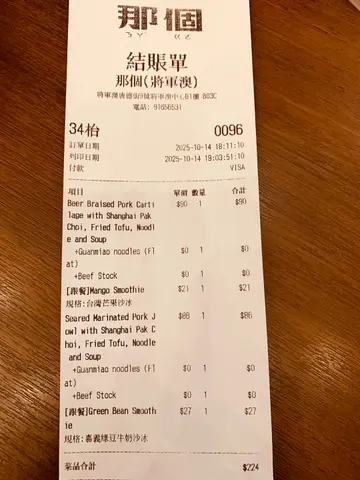 那個
ㄋㄚˋ ㄍㄜˋ
結賬單
那個(將軍澳)
電話: 91656531
34枱 0096
訂單日期 2025-10-14 18:11:10
列印日期 2025-10-14 19:03:51:10
付款 VISA
項目 單價 數量 合計
Beer Braised Pork Carti $90 1 $90
lage with Shanghai Pak
Choi, Fried Tofu, Noodl
e and Soup
+Guanmiao noodles (Fl $0 1 $0
at)
+Beef Stock $0 1 $0
[跟餐]Mango Smoothie $21 1 $21
規格:台灣芒果沙冰
Seared Marinated Pork J $86 1 $86
owl with Shanghai Pak C
hoi, Fried Tofu, Noodle
and Soup
+Guanmiao noodles (Fl $0 1 $0
at)
+Beef Stock $0 1 $0
[跟餐]Green Bean Smooth $27 1 $27
ie
規格:嘉義綠豆牛奶沙冰
菜品合計 $224